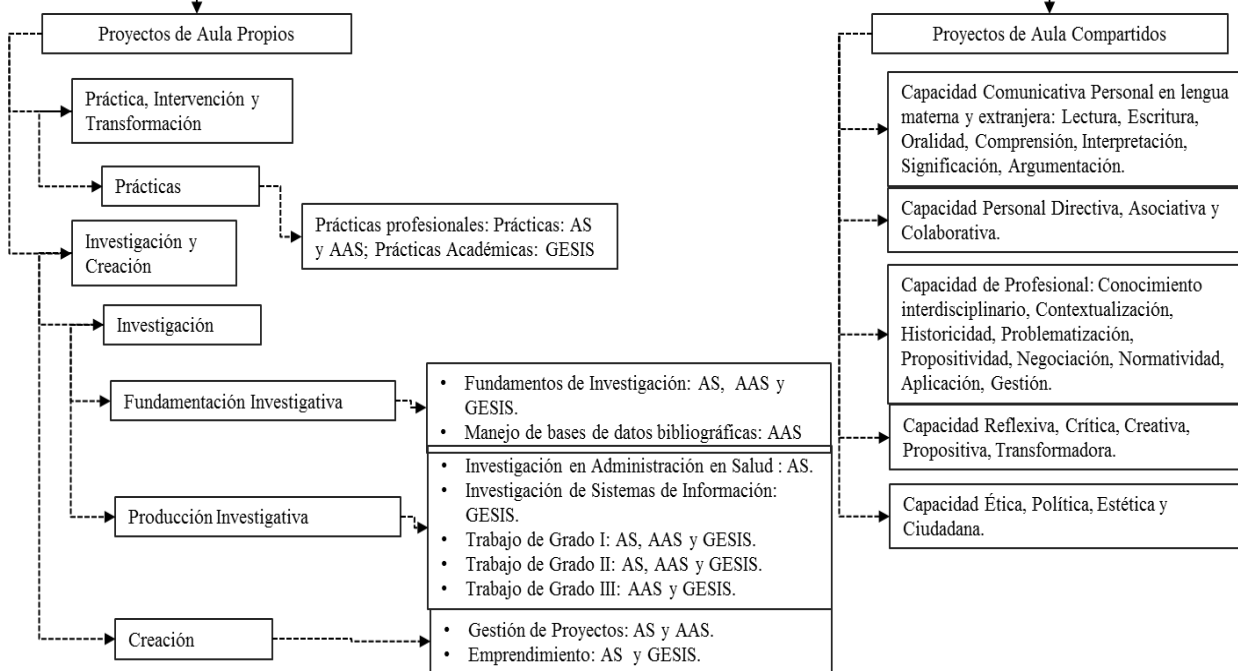 Proyectos de Aula Propios
Práctica, Intervención y
Transformación
Prácticas
Prácticas profesionales: Prácticas: AS
y AAS; Prácticas Académicas: GESIS
Investigación y
Creación
Investigación
Fundamentación Investigativa
• Fundamentos de Investigación: AS, AAS y
GESIS.
• Manejo de bases de datos bibliográficas: AAS
Producción Investigativa
• Investigación en Administración en Salud : AS.
• Investigación de Sistemas de Información:
GESIS.
• Trabajo de Grado I: AS, AAS y GESIS.
• Trabajo de Grado II: AS, AAS y GESIS.
• Trabajo de Grado III: AAS y GESIS.
Creación
• Gestión de Proyectos: AS y AAS.
• Emprendimiento: AS y GESIS.
Proyectos de Aula Compartidos
Capacidad Comunicativa Personal en lengua
materna y extranjera: Lectura, Escritura,
Oralidad, Comprensión, Interpretación,
Significación, Argumentación.
Capacidad Personal Directiva, Asociativa y
Colaborativa.
Capacidad de Profesional: Conocimiento
interdisciplinario, Contextualización,
Historicidad, Problematización,
Propositividad, Negociación, Normatividad,
Aplicación, Gestión.
Capacidad Reflexiva, Crítica, Creativa,
Propositiva, Transformadora.
Capacidad Ética, Política, Estética y
Ciudadana.